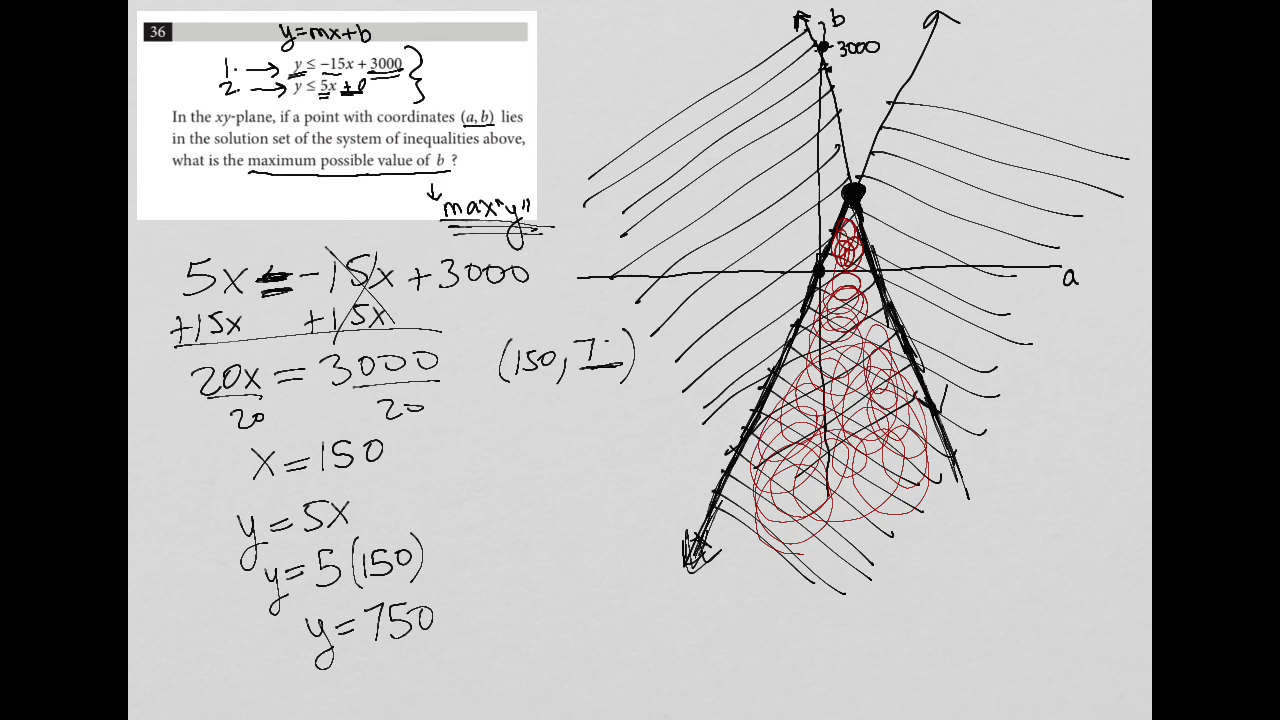 36
y=mx+b
1. → y ≤ −15x + 3000
2. → y ≤ 5x + 0
In the xy-plane, if a point with coordinates (a, b) lies
in the solution set of the system of inequalities above,
what is the maximum possible value of b ?
max "y"
5x = -15x + 3000
+15x +15x
20x = 3000
20 20
x = 150
y = 5x
y = 5(150)
y = 750
(150, 7
b
3000
a